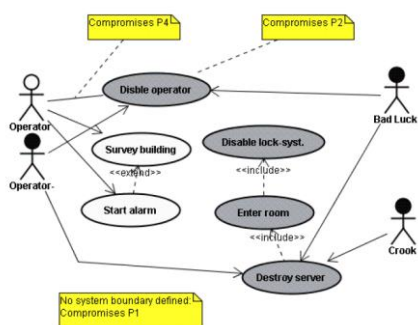 Compromises P4
Compromises P2
Disble operator
Operator
Bad Luck
Survey building
Disable lock-syst.
<<extend>>
<<include>>
Operator-
Start alarm
Enter room
<<include>>
Crook
Destroy server
No system boundary defined:
Compromises P1